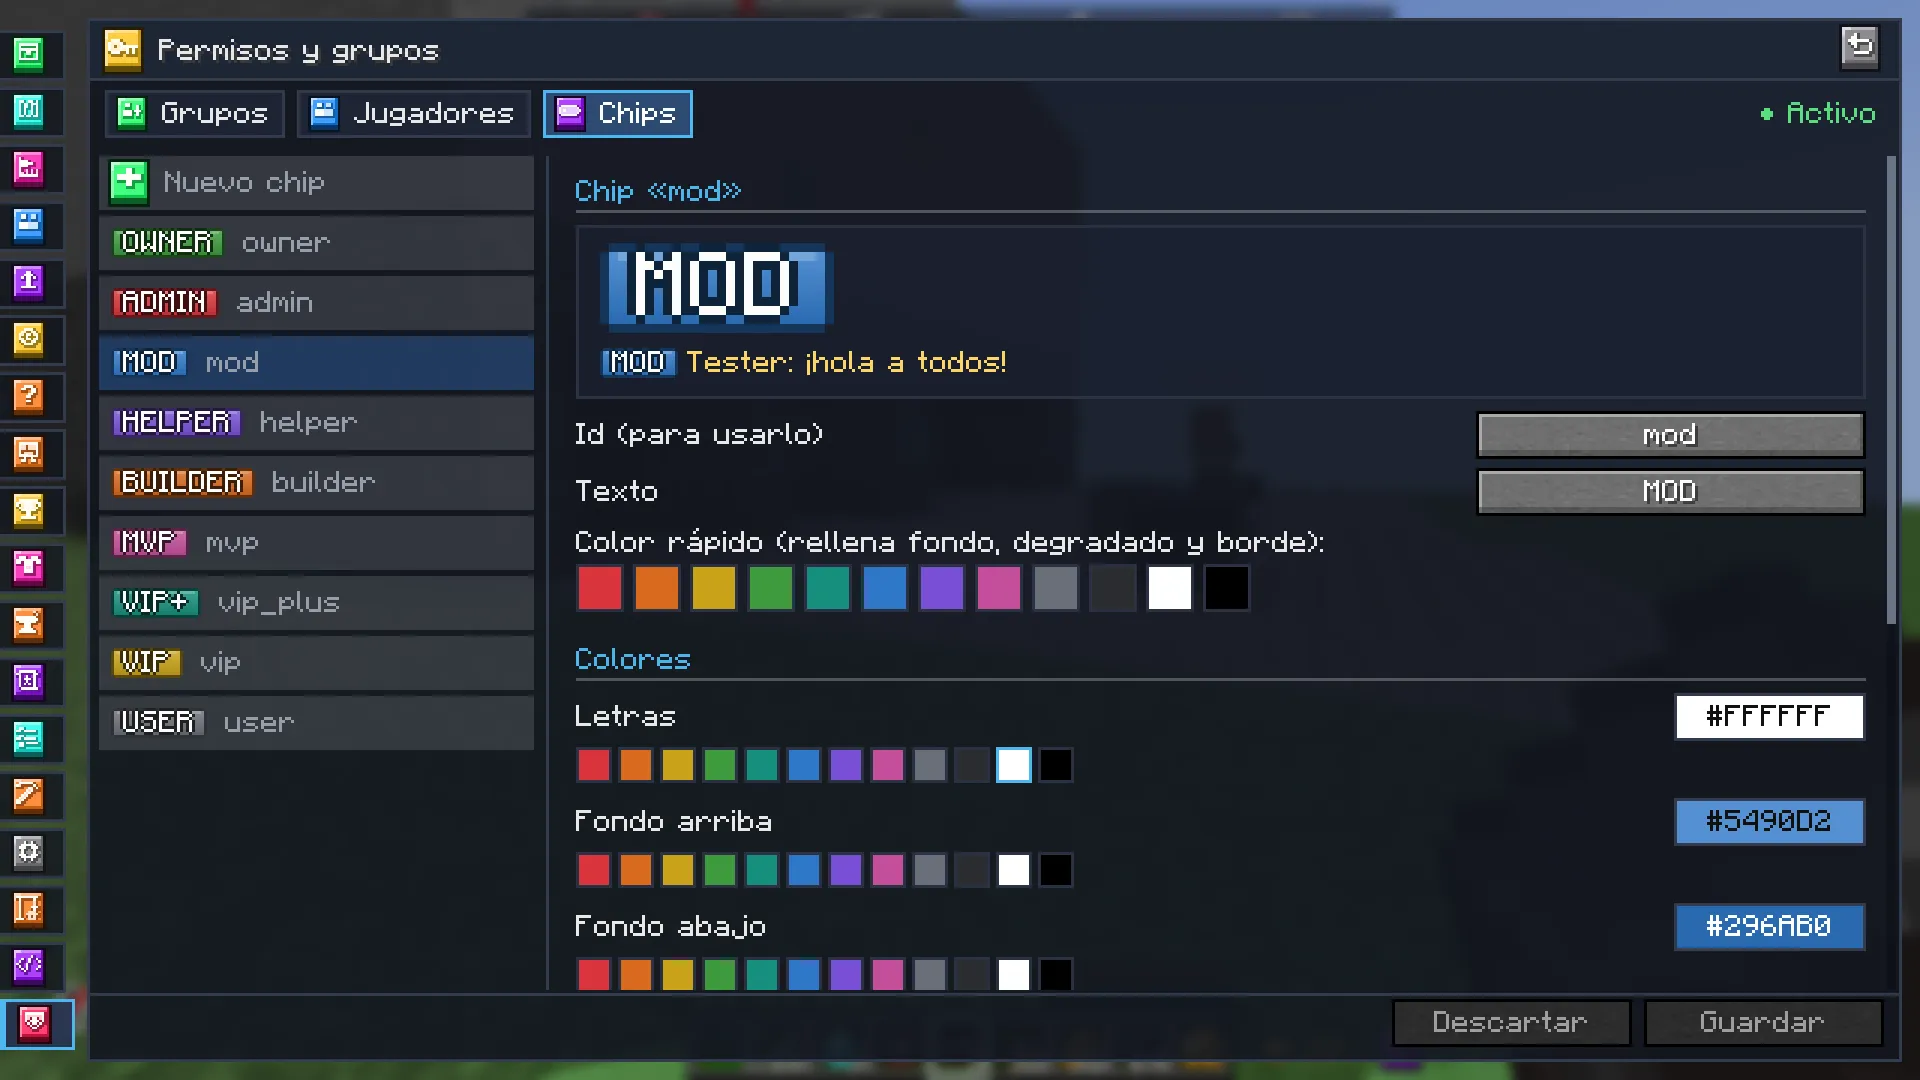 Permisos y grupos
Grupos
Jugadores
Chips
Activo
Nuevo chip
OWNER owner
ADMIN admin
MOD mod
HELPER helper
BUILDER builder
MVP mvp
VIP+ vip_plus
VIP vip
USER user
Chip «mod»
MOD
MOD Tester: ¡hola a todos!
Id (para usarlo)
mod
Texto
MOD
Color rápido (rellena fondo, degradado y borde):
Colores
Letras
#FFFFFF
Fondo arriba
#5490D2
Fondo abajo
#296AB0
Descartar
Guardar